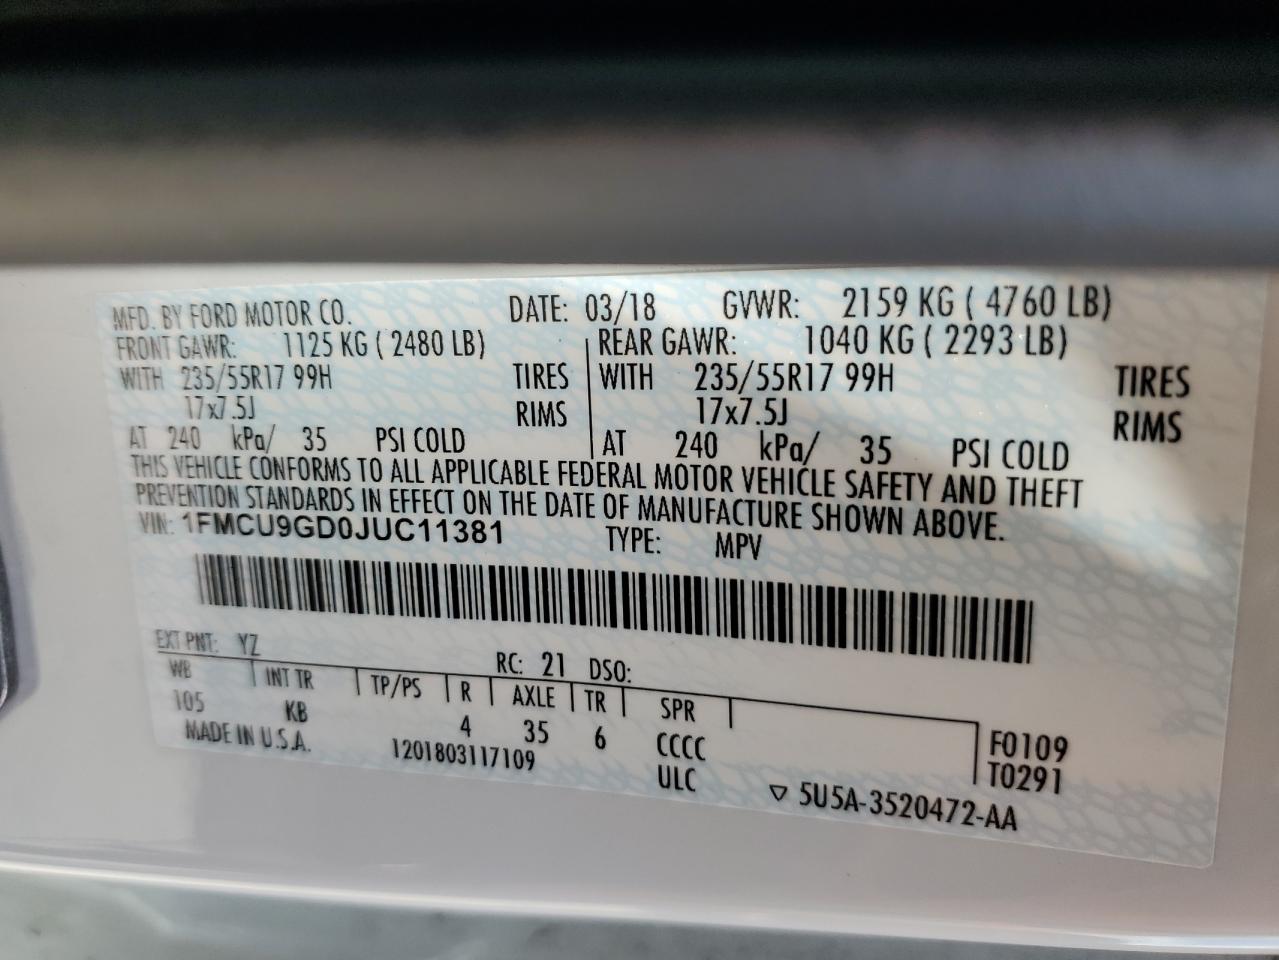 MFD. BY FORD MOTOR CO. DATE: 03/18 GVWR: 2159 KG ( 4760 LB)
FRONT GAWR: 1125 KG ( 2480 LB) REAR GAWR: 1040 KG ( 2293 LB)
WITH 235/55R17 99H TIRES WITH 235/55R17 99H TIRES
17x7.5J RIMS 17x7.5J RIMS
AT 240 kPa/ 35 PSI COLD AT 240 kPa/ 35 PSI COLD
THIS VEHICLE CONFORMS TO ALL APPLICABLE FEDERAL MOTOR VEHICLE SAFETY AND THEFT
PREVENTION STANDARDS IN EFFECT ON THE DATE OF MANUFACTURE SHOWN ABOVE.
VIN: 1FMCU9GD0JUC11381 TYPE: MPV
EXT PNT: YZ RC: 21 DSO:
WB INT TR TP/PS R AXLE TR SPR
105 KB 4 35 6 CCCC F0109
MADE IN U.S.A. 1201803117109 ULC T0291
▽ 5U5A-3520472-AA